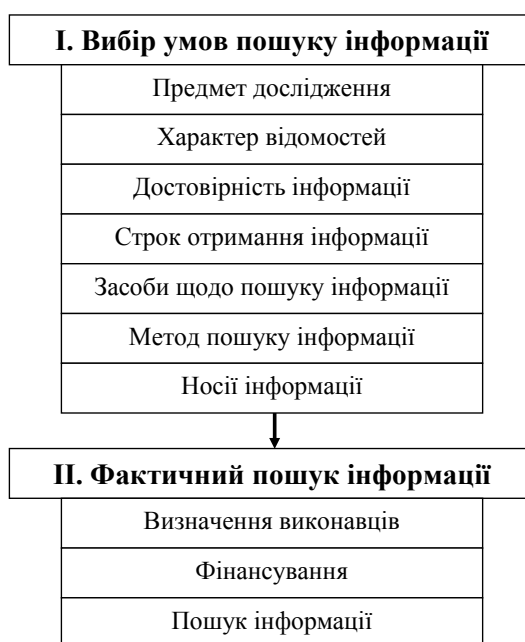 І. Вибір умов пошуку інформації
Предмет дослідження
Характер відомостей
Достовірність інформації
Строк отримання інформації
Засоби щодо пошуку інформації
Метод пошуку інформації
Носії інформації
ІІ. Фактичний пошук інформації
Визначення виконавців
Фінансування
Пошук інформації